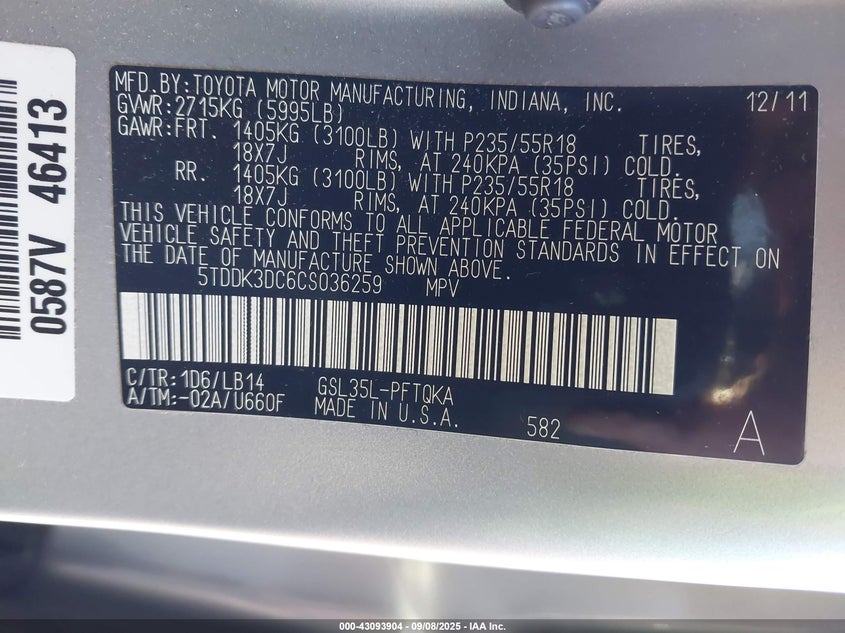 0587V 46413
MFD.BY:TOYOTA MOTOR MANUFACTURING, INDIANA, INC. 12/11
GVWR:2715KG (5995LB)
GAWR:FRT. 1405KG (3100LB) WITH P235/55R18 TIRES,
18X7J RIMS, AT 240KPA (35PSI) COLD.
RR. 1405KG (3100LB) WITH P235/55R18 TIRES,
18X7J RIMS, AT 240KPA (35PSI) COLD.
THIS VEHICLE CONFORMS TO ALL APPLICABLE FEDERAL MOTOR
VEHICLE SAFETY AND THEFT PREVENTION STANDARDS IN EFFECT ON
THE DATE OF MANUFACTURE SHOWN ABOVE.
5TDDK3DC6CS036259 MPV
C/TR:1D6/LB14 GSL35L-PFTQKA
A/TM:-02A/U660F MADE IN U.S.A. 582 A
000-43093904 - 09/08/2025 - IAA Inc.